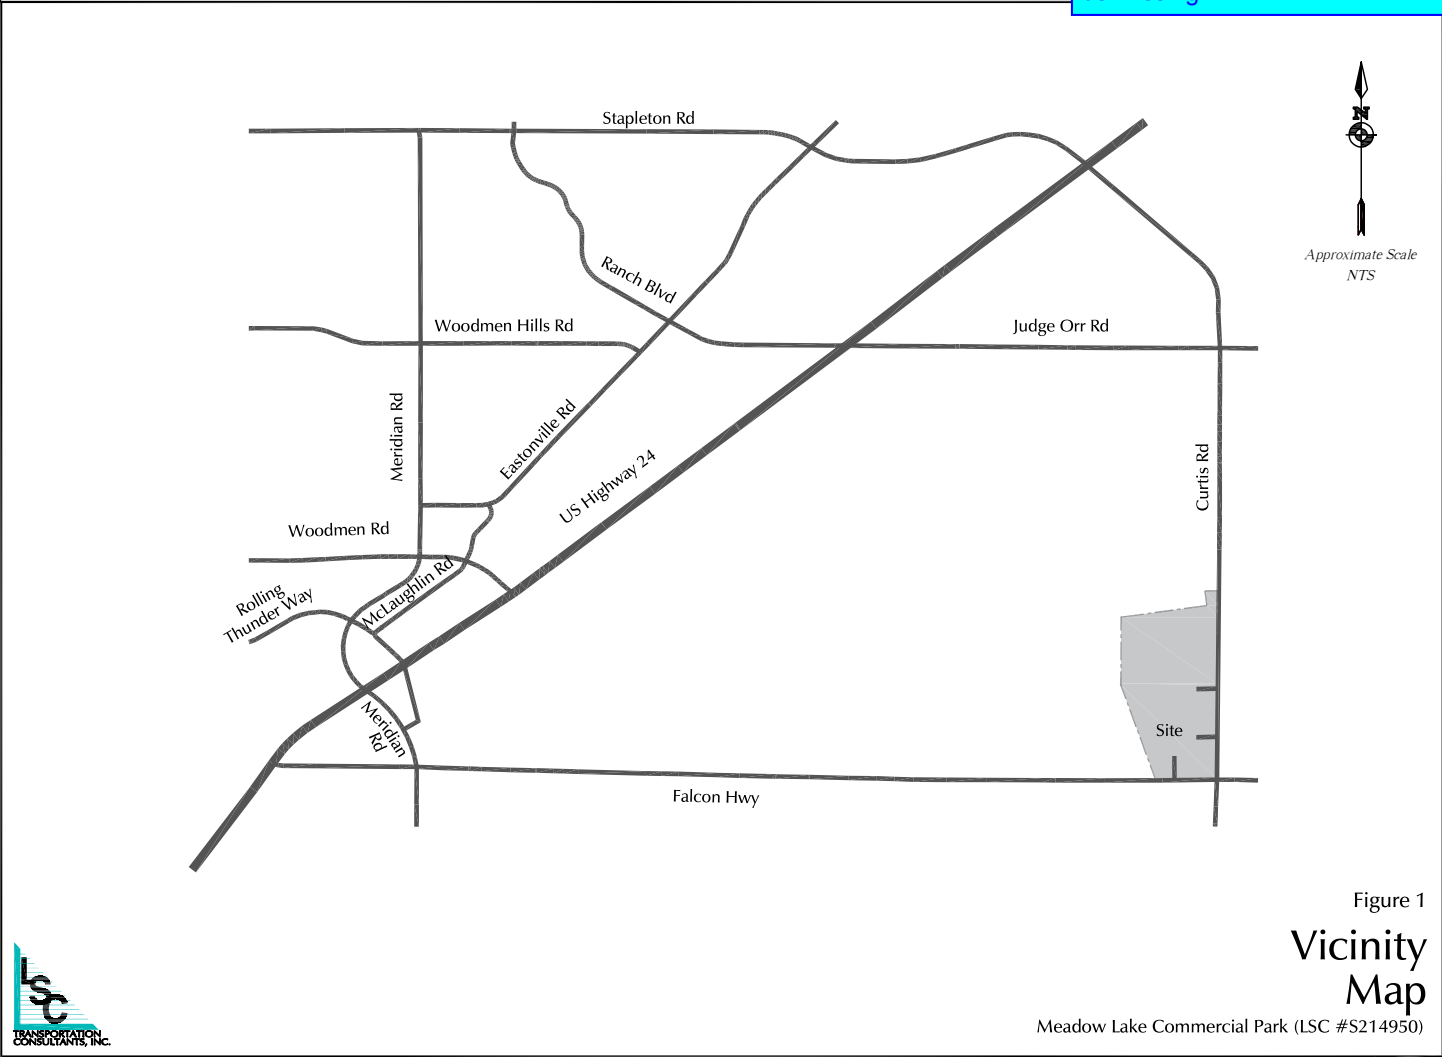 Stapleton Rd
N
Approximate Scale
NTS
Ranch Blvd
Woodmen Hills Rd
Judge Orr Rd
Meridian Rd
Eastonville Rd
US Highway 24
Curtis Rd
Woodmen Rd
McLaughlin Rd
Rolling
Thunder Way
Meridian
Rd
Site
Falcon Hwy
Figure 1
Vicinity
Map
Meadow Lake Commercial Park (LSC #S214950)
LSC
TRANSPORTATION
CONSULTANTS, INC.